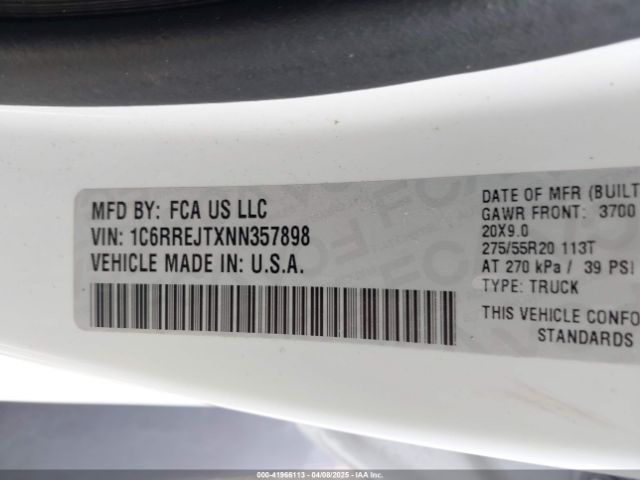 MFD BY: FCA US LLC
VIN: 1C6RREJTXNN357898
VEHICLE MADE IN: U.S.A.
DATE OF MFR (BUILT
GAWR FRONT: 3700
20X9.0
275/55R20 113T
AT 270 kPa / 39 PSI
TYPE: TRUCK
THIS VEHICLE CONFO
STANDARDS
000-41966113 - 04/08/2025 - IAAI.COM